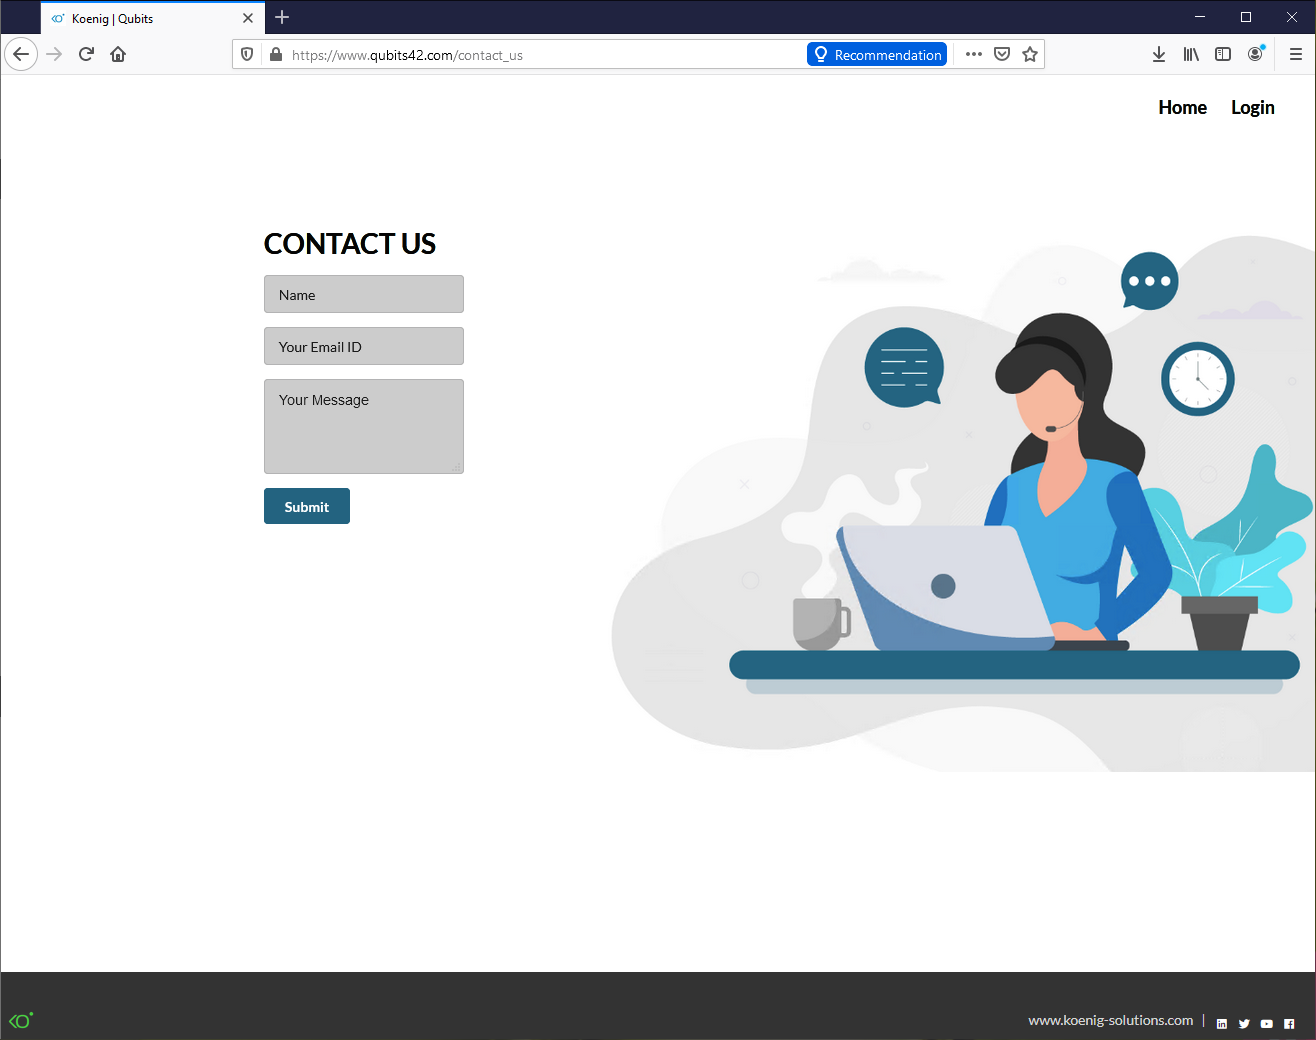 Koenig | Qubits
https://www.qubits42.com/contact_us
Recommendation
Home
Login
CONTACT US
Name
Your Email ID
Your Message
Submit
www.koenig-solutions.com |